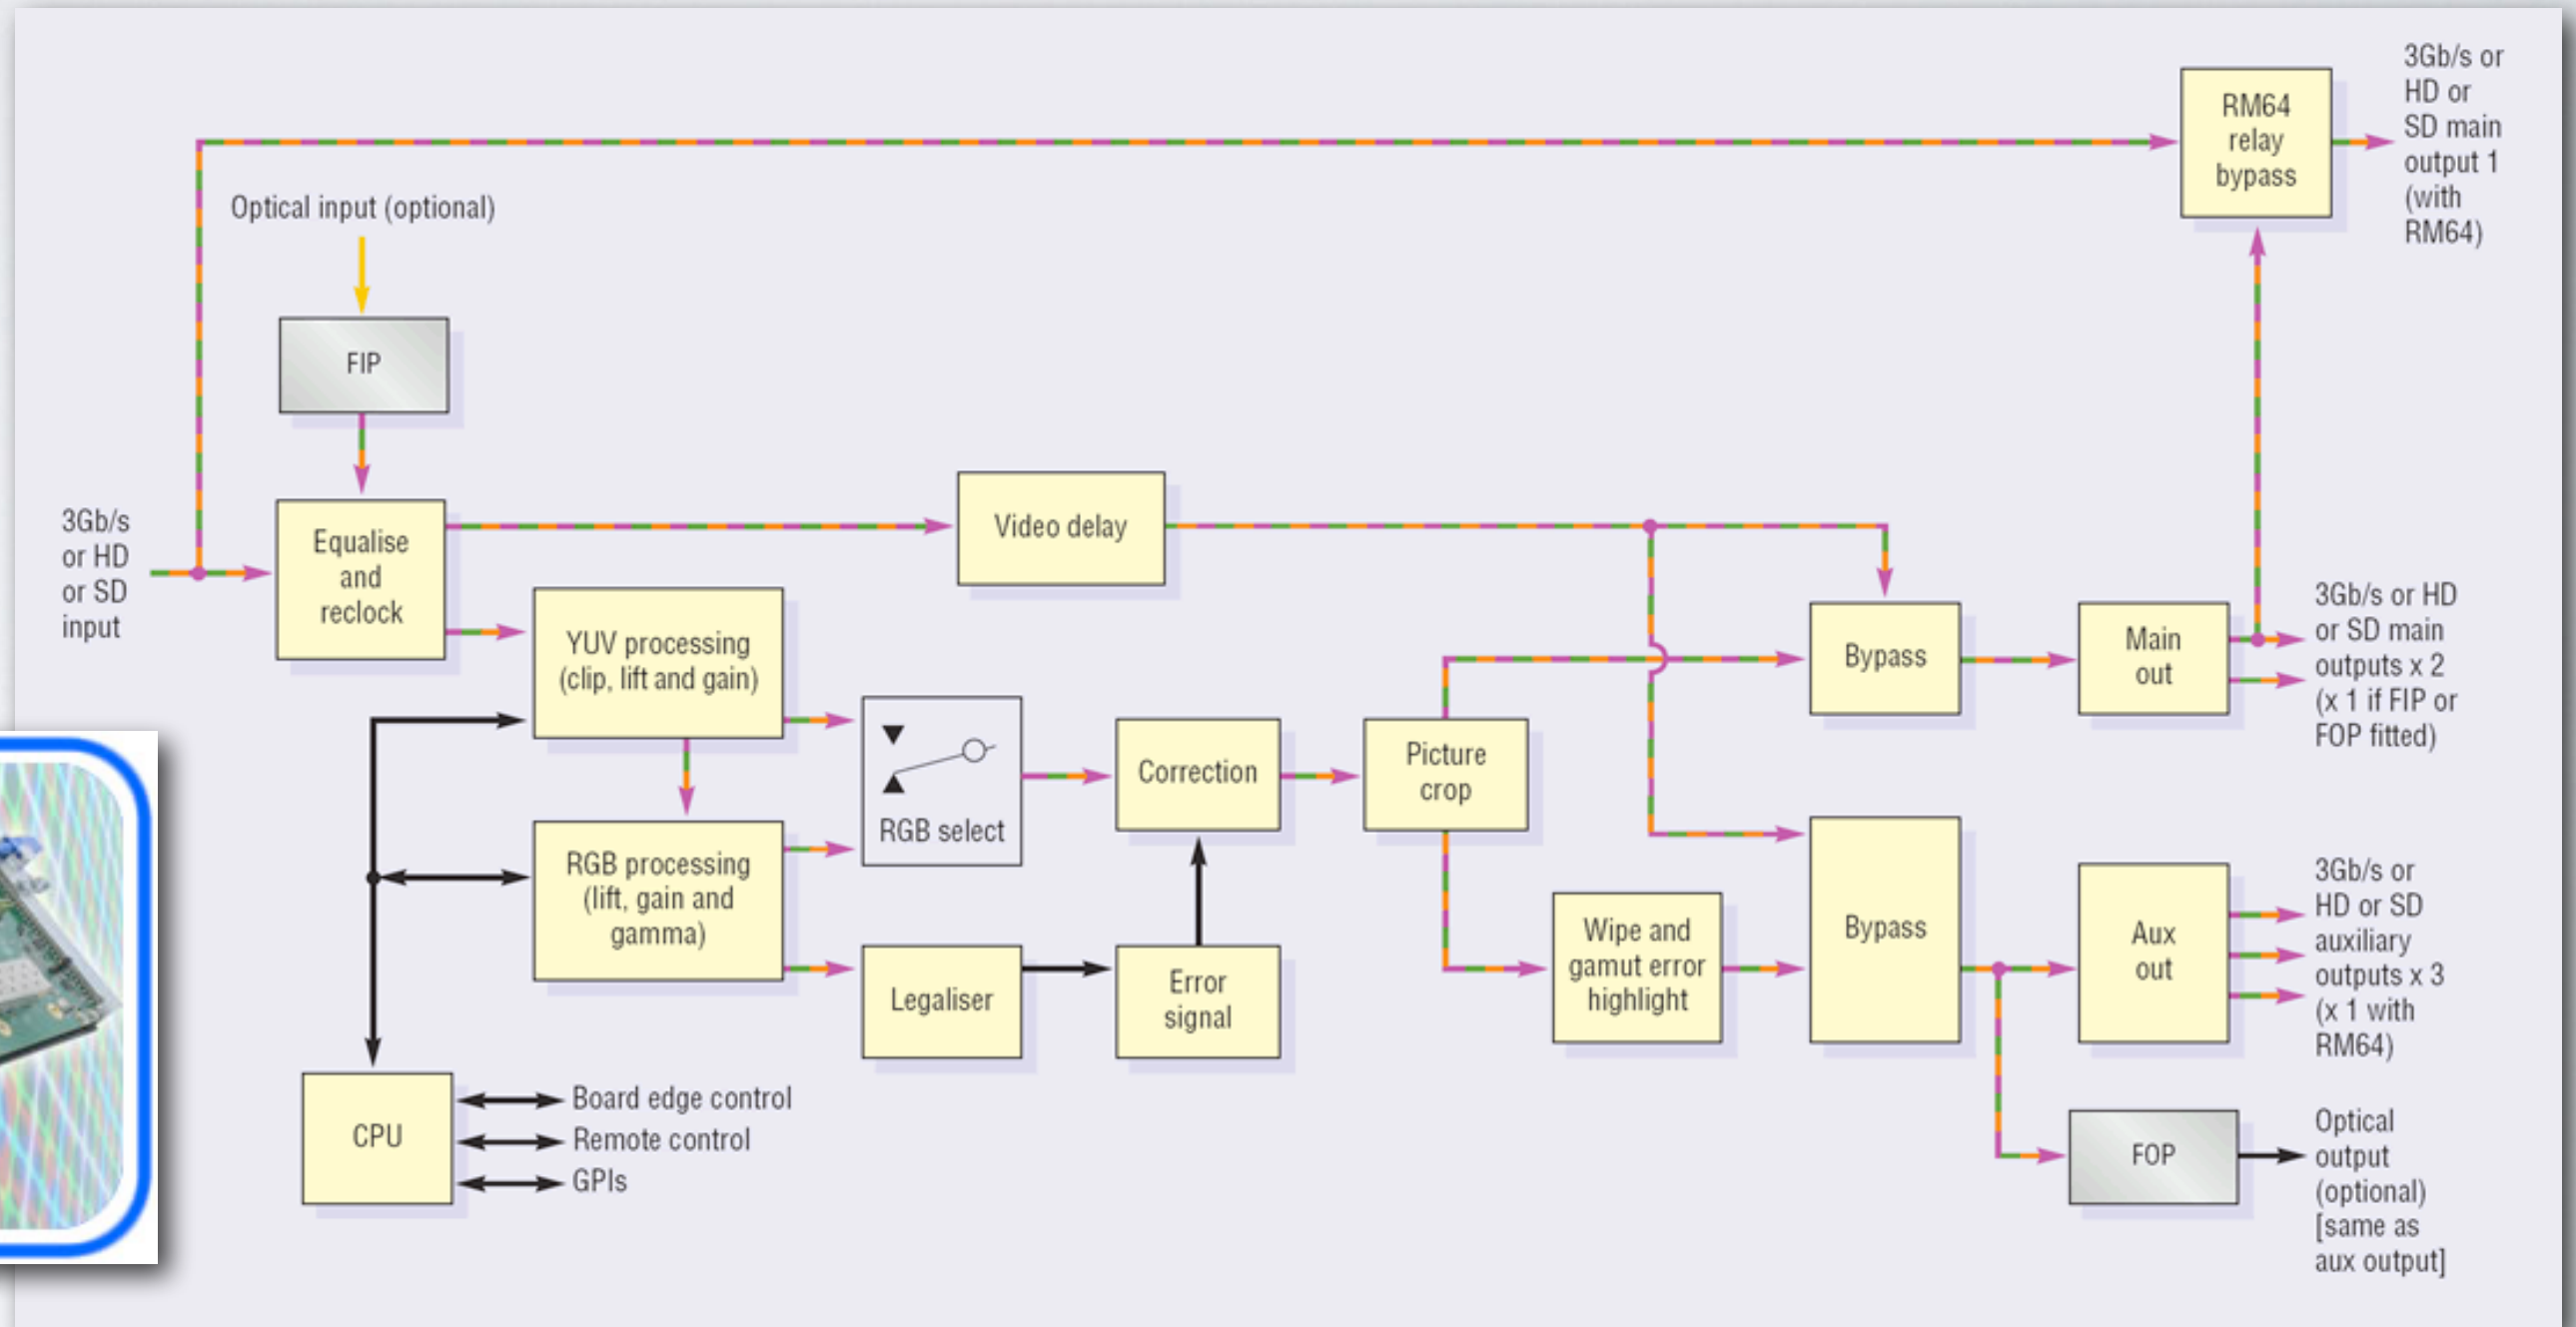 3Gb/s or
HD or
SD main
output 1
(with
RM64)
RM64
relay
bypass
Optical input (optional)
FIP
3Gb/s
or HD
or SD
input
Equalise
and
reclock
Video delay
YUV processing
(clip, lift and gain)
RGB select
RGB processing
(lift, gain and
gamma)
Legaliser
Correction
Error
signal
Picture
crop
Wipe and
gamut error
highlight
Bypass
Main
out
3Gb/s or HD
or SD main
outputs x 2
(x 1 if FIP or
FOP fitted)
Bypass
Aux
out
3Gb/s or
HD or SD
auxiliary
outputs x 3
(x 1 with
RM64)
CPU
Board edge control
Remote control
GPIs
FOP
Optical
output
(optional)
[same as
aux output]